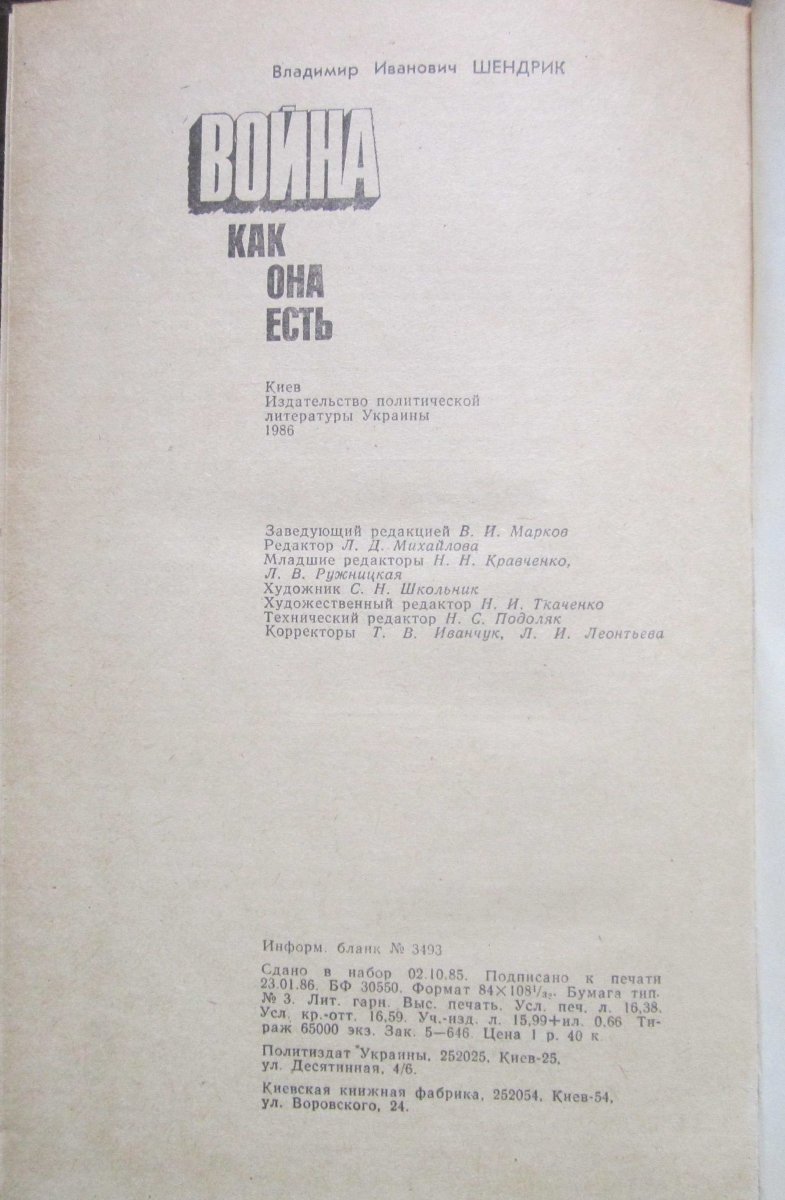 Владимир Иванович ШЕНДРИК
ВОЙНА
КАК
ОНА
ЕСТЬ
Киев
Издательство политической
литературы Украины
1986
Заведующий редакцией В. И. Марков
Редактор Л. Д. Михайлова
Младшие редакторы Н. Н. Кравченко,
Л. В. Ружницкая
Художник С. Н. Школьник
Художественный редактор Н. И. Ткаченко
Технический редактор Н. С. Подоляк
Корректоры Т. В. Иванчук, Л. И. Леонтьева
Информ. бланк № 3493
Сдано в набор 02.10.85. Подписано к печати
23.01.86. БФ 30550. Формат 84×108¹/₃₂. Бумага тип.
№ 3. Лит. гарн. Выс. печать. Усл. печ. л. 16,38.
Усл. кр.-отт. 16,59. Уч.-изд. л. 15,99+ил. 0,66 Ти-
раж 65000 экз. Зак. 5—646. Цена 1 р. 40 к.
Политиздат Украины, 252025, Киев-25,
ул. Десятинная, 4/6.
Киевская книжная фабрика, 252054, Киев-54,
ул. Воровского, 24.